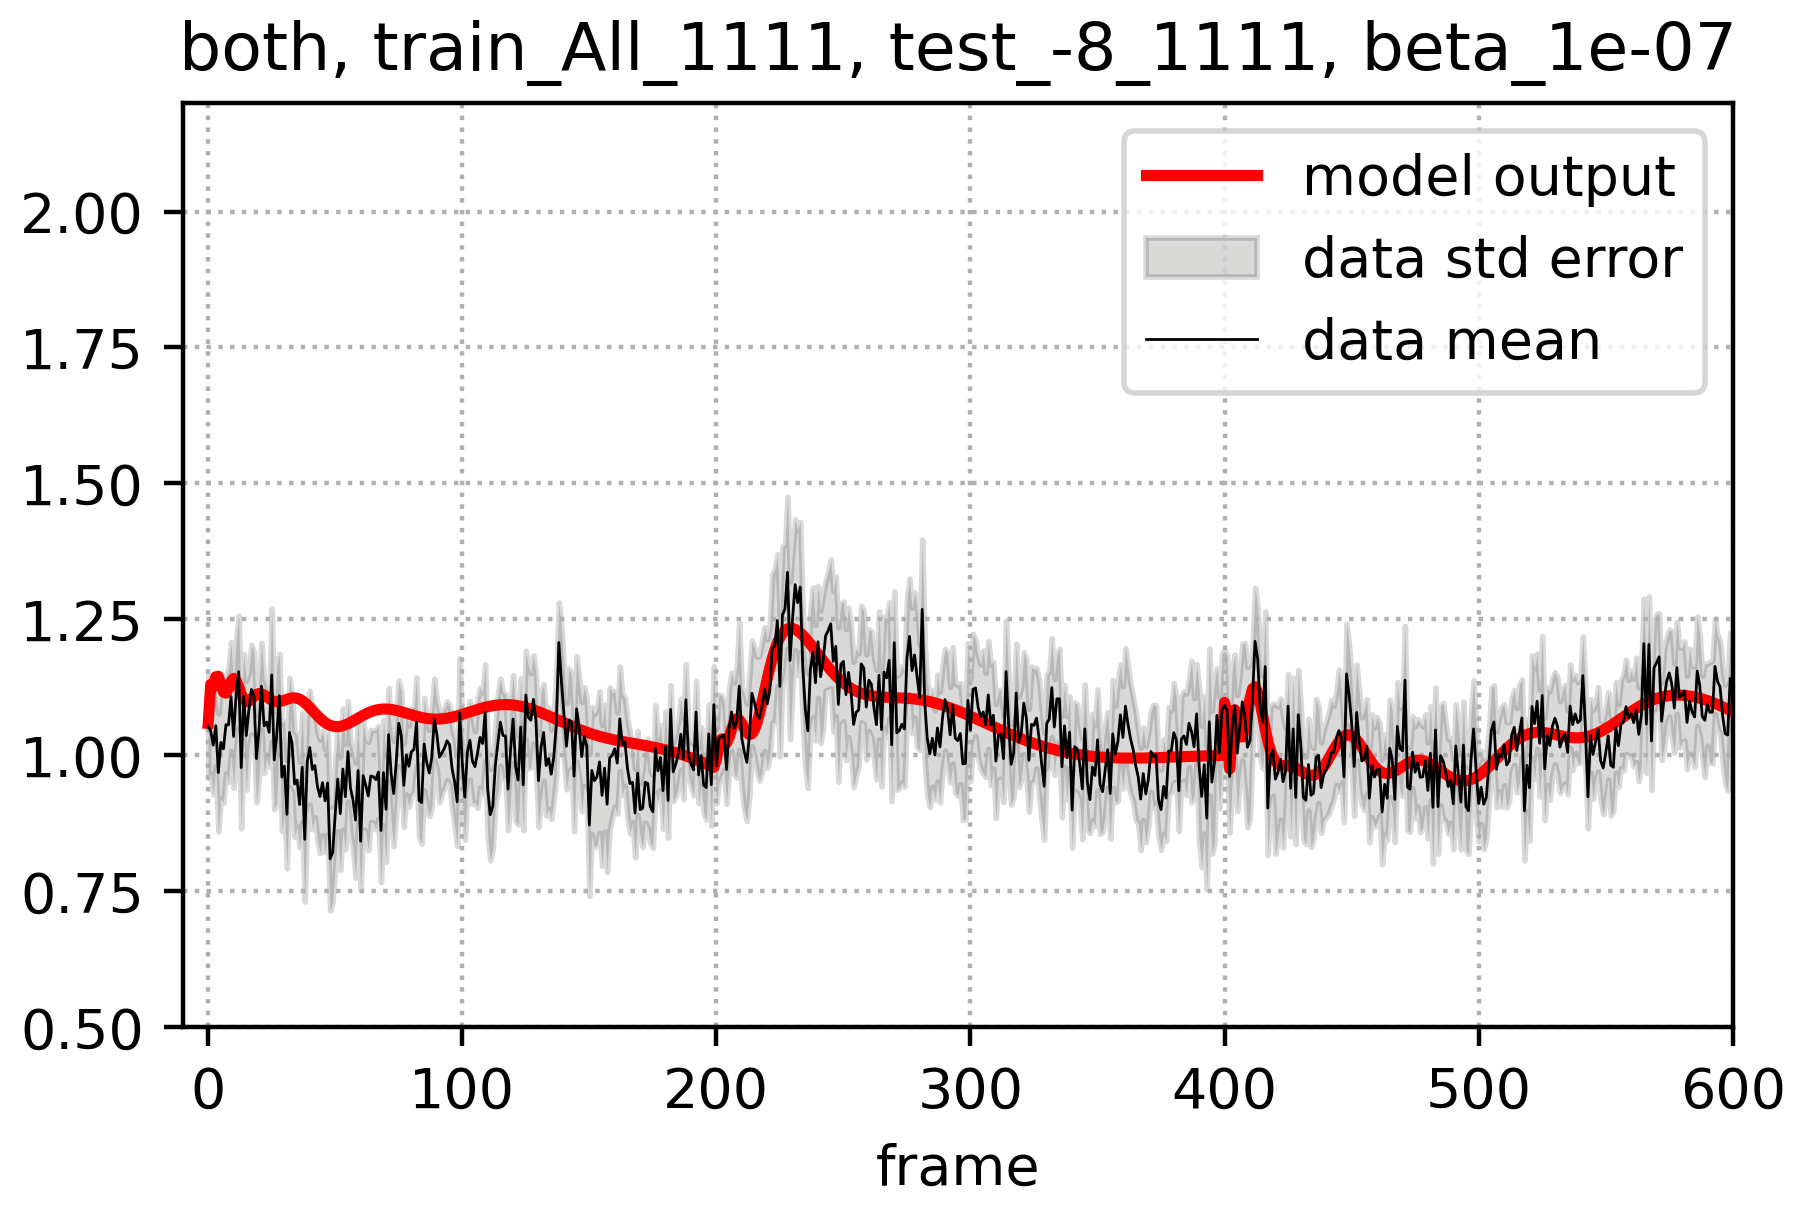 both, train_All_1111, test_-8_1111, beta_1e-07
model output
data std error
data mean
2.00
1.75
1.50
1.25
1.00
0.75
0.50
0 100 200 300 400 500 600
frame